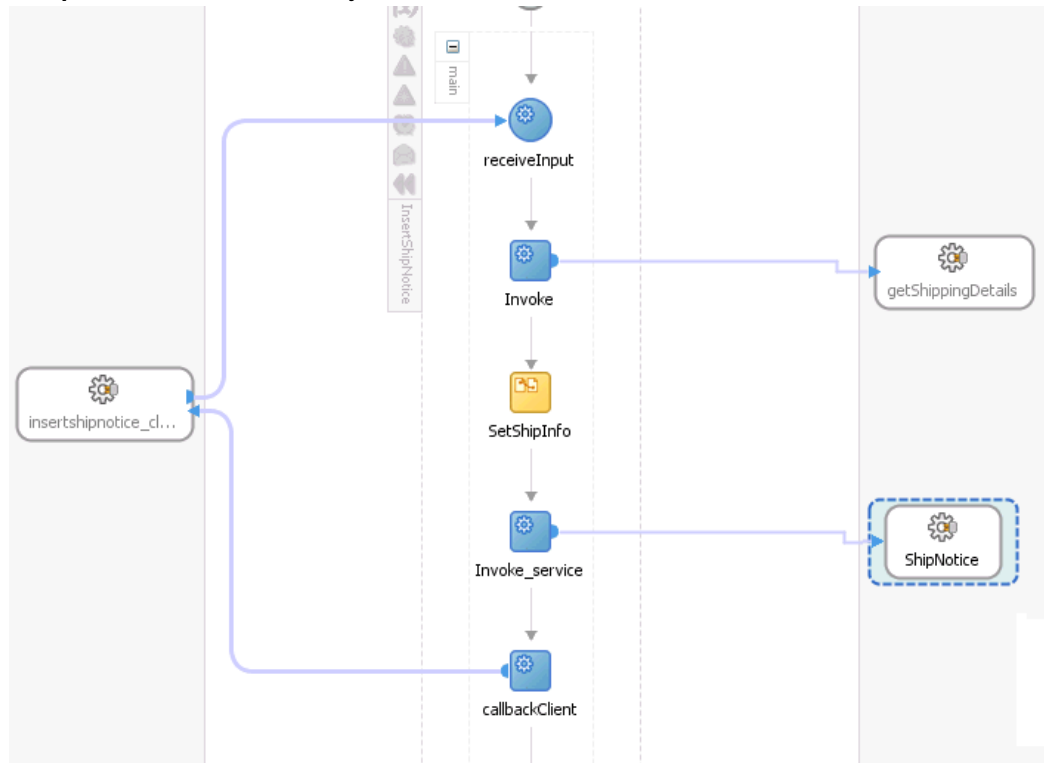 main
receiveInput
InsertShipNotice
Invoke
getShippingDetails
insertshipnotice_cl...
SetShipInfo
Invoke_service
ShipNotice
callbackClient